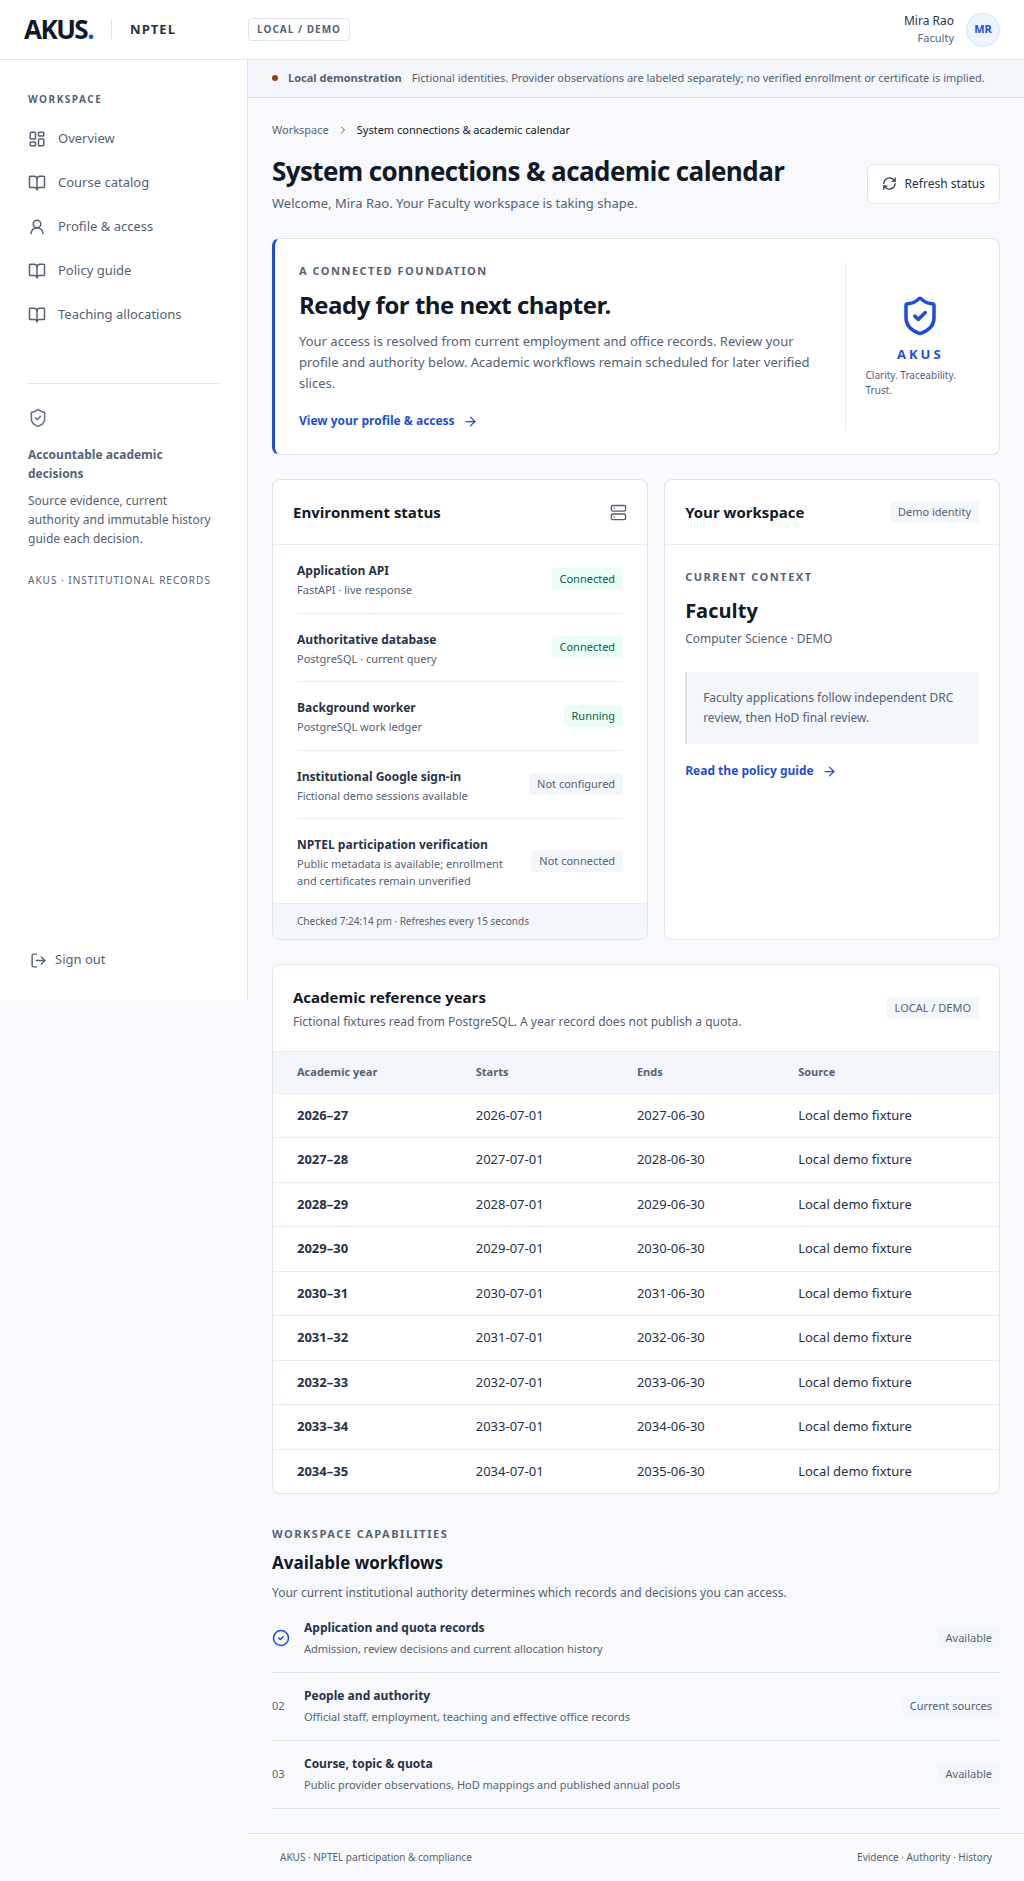 AKUS.
NPTEL
LOCAL / DEMO
Mira Rao
Faculty
MR
WORKSPACE
Overview
Course catalog
Profile & access
Policy guide
Teaching allocations
Accountable academic
decisions
Source evidence, current
authority and immutable history
guide each decision.
AKUS · INSTITUTIONAL RECORDS
Sign out
Local demonstration Fictional identities. Provider observations are labeled separately; no verified enrollment or certificate is implied.
Workspace > System connections & academic calendar
System connections & academic calendar
Welcome, Mira Rao. Your Faculty workspace is taking shape.
Refresh status
A CONNECTED FOUNDATION
Ready for the next chapter.
Your access is resolved from current employment and office records. Review your
profile and authority below. Academic workflows remain scheduled for later verified
slices.
View your profile & access →
AKUS
Clarity. Traceability.
Trust.
Environment status
Application API
FastAPI · live response
Connected
Authoritative database
PostgreSQL · current query
Connected
Background worker
PostgreSQL work ledger
Running
Institutional Google sign-in
Fictional demo sessions available
Not configured
NPTEL participation verification
Public metadata is available; enrollment
and certificates remain unverified
Not connected
Checked 7:24:14 pm · Refreshes every 15 seconds
Your workspace
Demo identity
CURRENT CONTEXT
Faculty
Computer Science · DEMO
Faculty applications follow independent DRC
review, then HoD final review.
Read the policy guide →
Academic reference years
Fictional fixtures read from PostgreSQL. A year record does not publish a quota.
LOCAL / DEMO
Academic year Starts Ends Source
2026–27 2026-07-01 2027-06-30 Local demo fixture
2027–28 2027-07-01 2028-06-30 Local demo fixture
2028–29 2028-07-01 2029-06-30 Local demo fixture
2029–30 2029-07-01 2030-06-30 Local demo fixture
2030–31 2030-07-01 2031-06-30 Local demo fixture
2031–32 2031-07-01 2032-06-30 Local demo fixture
2032–33 2032-07-01 2033-06-30 Local demo fixture
2033–34 2033-07-01 2034-06-30 Local demo fixture
2034–35 2034-07-01 2035-06-30 Local demo fixture
WORKSPACE CAPABILITIES
Available workflows
Your current institutional authority determines which records and decisions you can access.
Application and quota records
Admission, review decisions and current allocation history
Available
02
People and authority
Official staff, employment, teaching and effective office records
Current sources
03
Course, topic & quota
Public provider observations, HoD mappings and published annual pools
Available
AKUS · NPTEL participation & compliance
Evidence · Authority · History